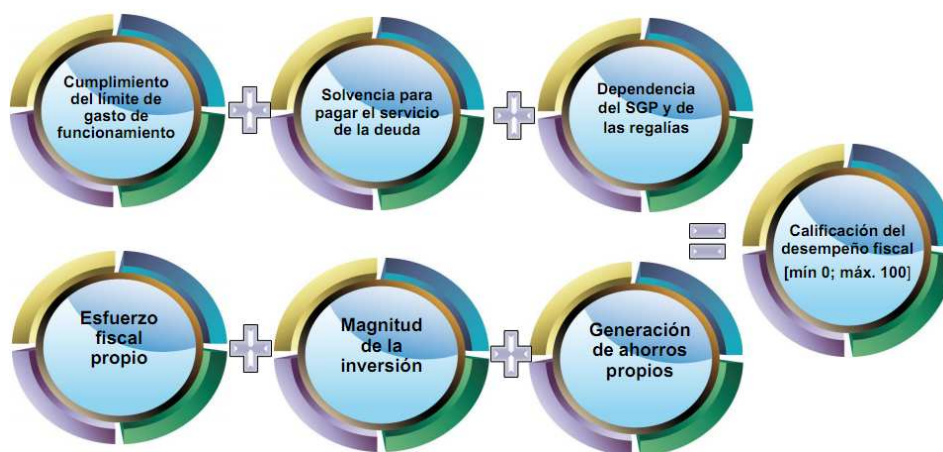 Cumplimiento
del límite de
gasto de
funcionamiento
Solvencia para
pagar el servicio
de la deuda
Dependencia
del SGP y de
las regalías
Esfuerzo
fiscal
propio
Magnitud
de la
inversión
Generación
de ahorros
propios
Calificación del
desempeño fiscal
[mín 0; máx. 100]